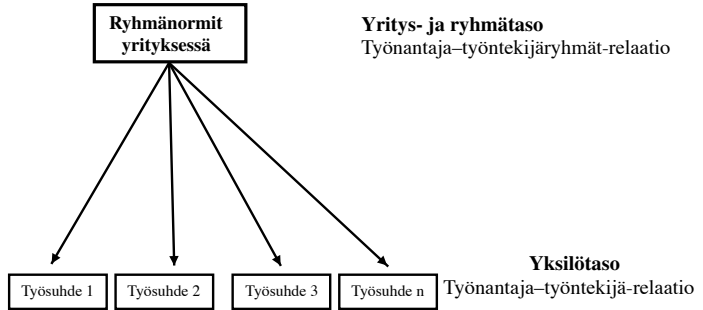 Ryhmänormit
yrityksessä
Yritys- ja ryhmätaso
Työnantaja–työntekijäryhmät-relaatio
Yksilötaso
Työsuhde 1
Työsuhde 2
Työsuhde 3
Työsuhde n
Työnantaja–työntekijä-relaatio